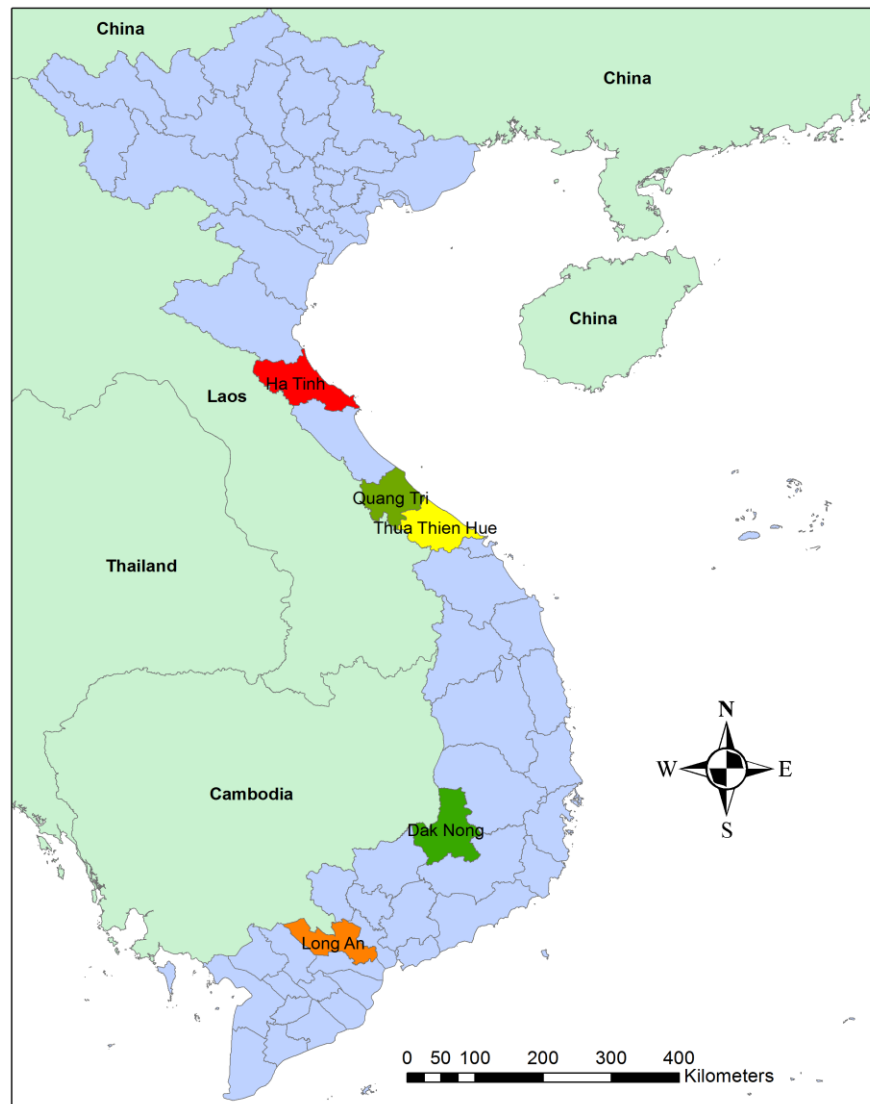 China
China
China
Ha Tinh
Laos
Quang Tri
Thua Thien Hue
Thailand
N
W E
S
Cambodia
Dak Nong
Long An
0 50 100 200 300 400
Kilometers